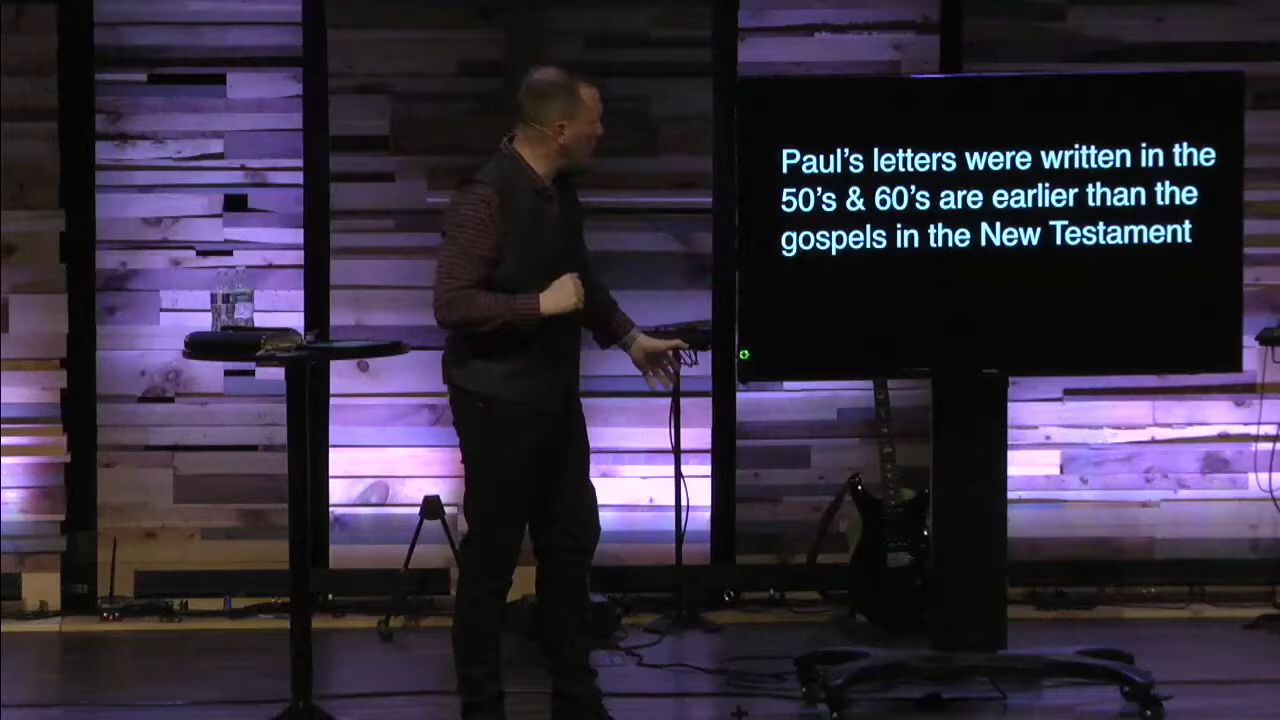 Paul's letters were written in the
50's & 60's are earlier than the
gospels in the New Testament